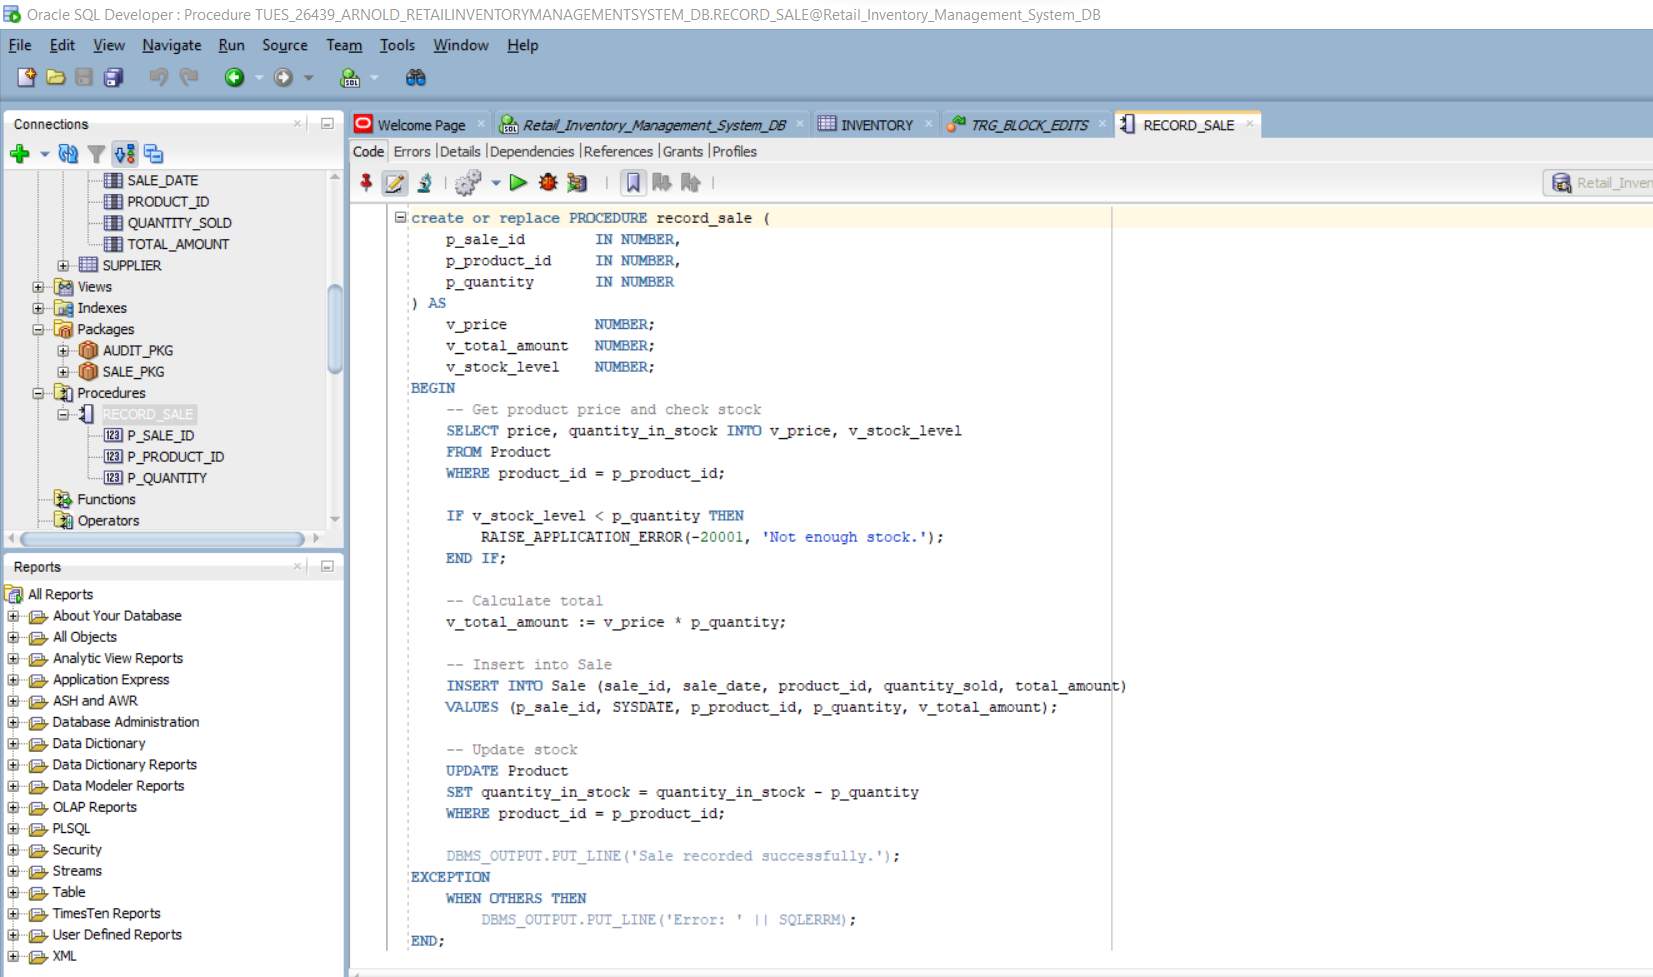 Oracle SQL Developer : Procedure TUES_26439_ARNOLD_RETAILINVENTORYMANAGEMENTSYSTEM_DB.RECORD_SALE@Retail_Inventory_Management_System_DB
File Edit View Navigate Run Source Team Tools Window Help
Connections
SALE_DATE
PRODUCT_ID
QUANTITY_SOLD
TOTAL_AMOUNT
SUPPLIER
Views
Indexes
Packages
AUDIT_PKG
SALE_PKG
Procedures
RECORD_SALE
P_SALE_ID
P_PRODUCT_ID
P_QUANTITY
Functions
Operators
Reports
All Reports
About Your Database
All Objects
Analytic View Reports
Application Express
ASH and AWR
Database Administration
Data Dictionary
Data Dictionary Reports
Data Modeler Reports
OLAP Reports
PLSQL
Security
Streams
Table
TimesTen Reports
User Defined Reports
XML
Welcome Page Retail_Inventory_Management_System_DB INVENTORY TRG_BLOCK_EDITS RECORD_SALE
Code Errors Details Dependencies References Grants Profiles
Retail_Inven
create or replace PROCEDURE record_sale (
    p_sale_id        IN NUMBER,
    p_product_id     IN NUMBER,
    p_quantity       IN NUMBER
) AS
    v_price          NUMBER;
    v_total_amount   NUMBER;
    v_stock_level    NUMBER;
BEGIN
    -- Get product price and check stock
    SELECT price, quantity_in_stock INTO v_price, v_stock_level
    FROM Product
    WHERE product_id = p_product_id;
    IF v_stock_level < p_quantity THEN
        RAISE_APPLICATION_ERROR(-20001, 'Not enough stock.');
    END IF;
    -- Calculate total
    v_total_amount := v_price * p_quantity;
    -- Insert into Sale
    INSERT INTO Sale (sale_id, sale_date, product_id, quantity_sold, total_amount)
    VALUES (p_sale_id, SYSDATE, p_product_id, p_quantity, v_total_amount);
    -- Update stock
    UPDATE Product
    SET quantity_in_stock = quantity_in_stock - p_quantity
    WHERE product_id = p_product_id;
    DBMS_OUTPUT.PUT_LINE('Sale recorded successfully.');
EXCEPTION
    WHEN OTHERS THEN
        DBMS_OUTPUT.PUT_LINE('Error: ' || SQLERRM);
END;